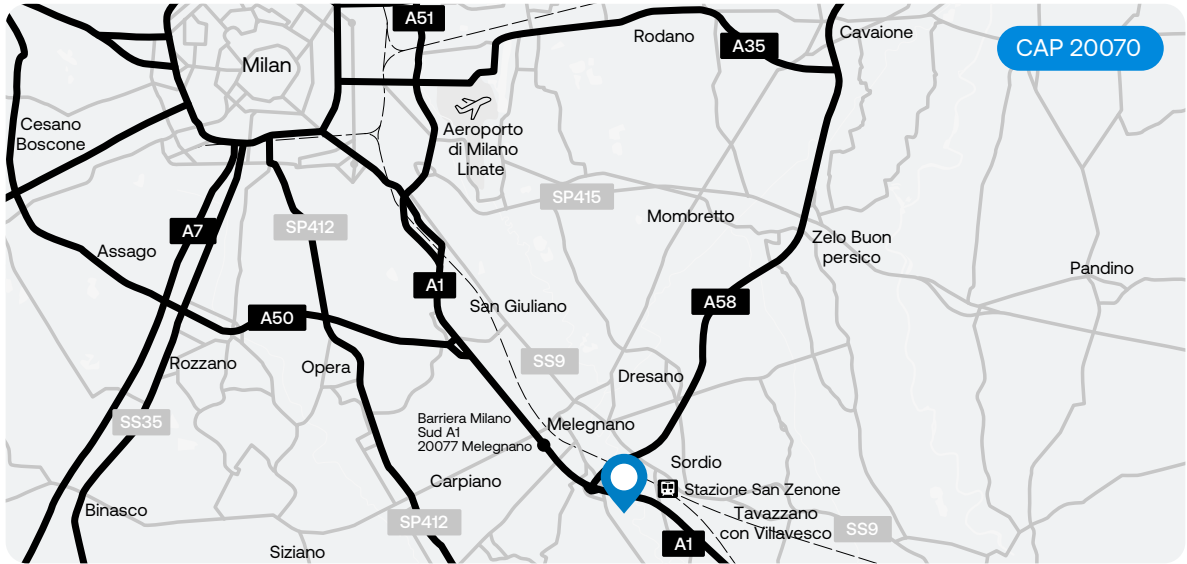 A51
Rodano
A35
Cavaione
CAP 20070
Milan
Cesano
Boscone
Aeroporto
di Milano
Linate
SP415
Mombretto
A7
SP412
Assago
Zelo Buon
persico
Pandino
A1
San Giuliano
A58
A50
Rozzano
Opera
SS9
Dresano
SS35
Barriera Milano
Sud A1
20077 Melegnano
Melegnano
Sordio
Carpiano
Stazione San Zenone
Binasco
SP412
Tavazzano
con Villavesco
SS9
Siziano
A1